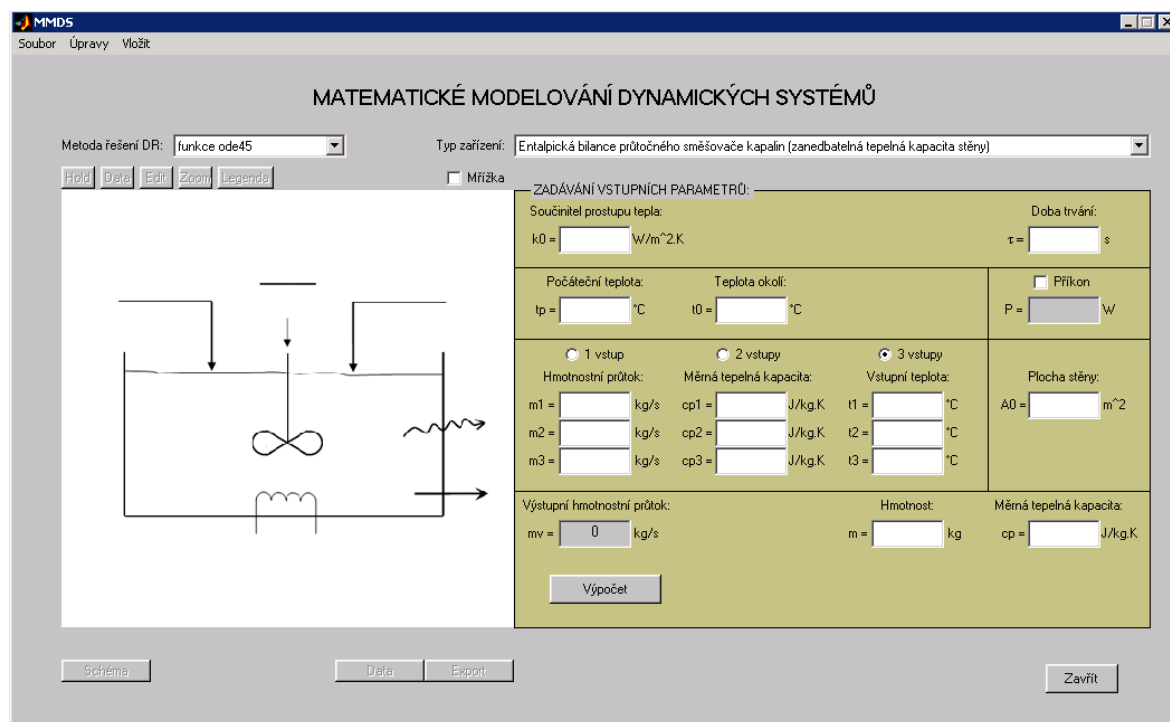 MMDS
Soubor Úpravy Vložit
MATEMATICKÉ MODELOVÁNÍ DYNAMICKÝCH SYSTÉMŮ
Metoda řešení DR: funkce ode45 Typ zařízení: Entalpická bilance průtočného směšovače kapalin (zanedbatelná tepelná kapacita stěny)
Hold Data Edit Zoom Legenda Mřížka
ZADÁVÁNÍ VSTUPNÍCH PARAMETRŮ:
Součinitel prostupu tepla: Doba trvání:
k0 = W/m^2.K τ = s
Počáteční teplota: Teplota okolí: Příkon
tp = °C t0 = °C P = W
1 vstup 2 vstupy 3 vstupy
Hmotnostní průtok: Měrná tepelná kapacita: Vstupní teplota: Plocha stěny:
m1 = kg/s cp1 = J/kg.K t1 = °C A0 = m^2
m2 = kg/s cp2 = J/kg.K t2 = °C
m3 = kg/s cp3 = J/kg.K t3 = °C
Výstupní hmotnostní průtok: Hmotnost: Měrná tepelná kapacita:
mv = 0 kg/s m = kg cp = J/kg.K
Výpočet
Schéma Data Export Zavřít